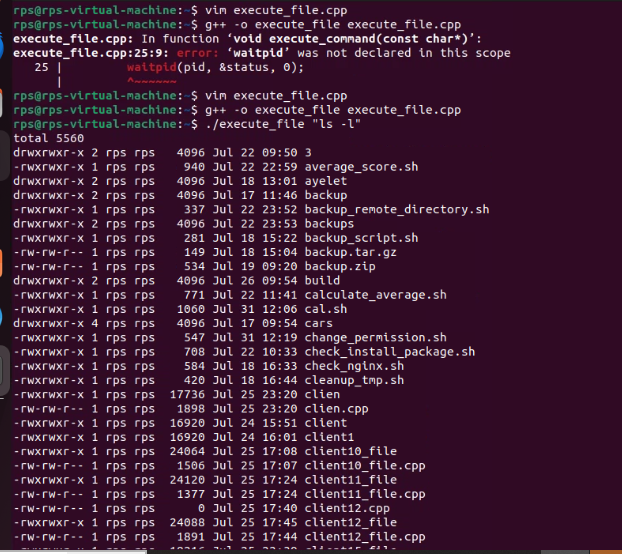 rps@rps-virtual-machine:~$ vim execute_file.cpp
rps@rps-virtual-machine:~$ g++ -o execute_file execute_file.cpp
execute_file.cpp: In function ‘void execute_command(const char*)’:
execute_file.cpp:25:9: error: ‘waitpid’ was not declared in this scope
   25 |         waitpid(pid, &status, 0);
      |         ^~~~~~~
rps@rps-virtual-machine:~$ vim execute_file.cpp
rps@rps-virtual-machine:~$ g++ -o execute_file execute_file.cpp
rps@rps-virtual-machine:~$ ./execute_file "ls -l"
total 5560
drwxrwxr-x 2 rps rps  4096 Jul 22 09:50 3
-rwxrwxr-x 1 rps rps   940 Jul 22 22:59 average_score.sh
drwxrwxr-x 2 rps rps  4096 Jul 18 13:01 ayelet
drwxrwxr-x 2 rps rps  4096 Jul 17 11:46 backup
-rwxrwxr-x 1 rps rps   337 Jul 22 23:52 backup_remote_directory.sh
drwxrwxr-x 2 rps rps  4096 Jul 22 23:53 backups
-rwxrwxr-x 1 rps rps   281 Jul 18 15:22 backup_script.sh
-rw-rw-r-- 1 rps rps   149 Jul 18 15:04 backup.tar.gz
-rw-rw-r-- 1 rps rps   534 Jul 19 09:20 backup.zip
drwxrwxr-x 2 rps rps  4096 Jul 26 09:54 build
-rwxrwxr-x 1 rps rps   771 Jul 22 11:41 calculate_average.sh
-rwxrwxr-x 1 rps rps  1060 Jul 31 12:06 cal.sh
drwxrwxr-x 4 rps rps  4096 Jul 17 09:54 cars
-rwxrwxr-x 1 rps rps   547 Jul 31 12:19 change_permission.sh
-rwxrwxr-x 1 rps rps   708 Jul 22 10:33 check_install_package.sh
-rwxrwxr-x 1 rps rps   584 Jul 18 16:33 check_nginx.sh
-rwxrwxr-x 1 rps rps   420 Jul 18 16:44 cleanup_tmp.sh
-rwxrwxr-x 1 rps rps 17736 Jul 25 23:20 clien
-rw-rw-r-- 1 rps rps  1898 Jul 25 23:20 clien.cpp
-rwxrwxr-x 1 rps rps 16920 Jul 24 15:51 client
-rwxrwxr-x 1 rps rps 16920 Jul 24 16:01 client1
-rwxrwxr-x 1 rps rps 24064 Jul 25 17:08 client10_file
-rw-rw-r-- 1 rps rps  1506 Jul 25 17:07 client10_file.cpp
-rwxrwxr-x 1 rps rps 24120 Jul 25 17:24 client11_file
-rw-rw-r-- 1 rps rps  1377 Jul 25 17:24 client11_file.cpp
-rw-rw-r-- 1 rps rps     0 Jul 25 17:40 client12.cpp
-rwxrwxr-x 1 rps rps 24088 Jul 25 17:45 client12_file
-rw-rw-r-- 1 rps rps  1891 Jul 25 17:44 client12_file.cpp